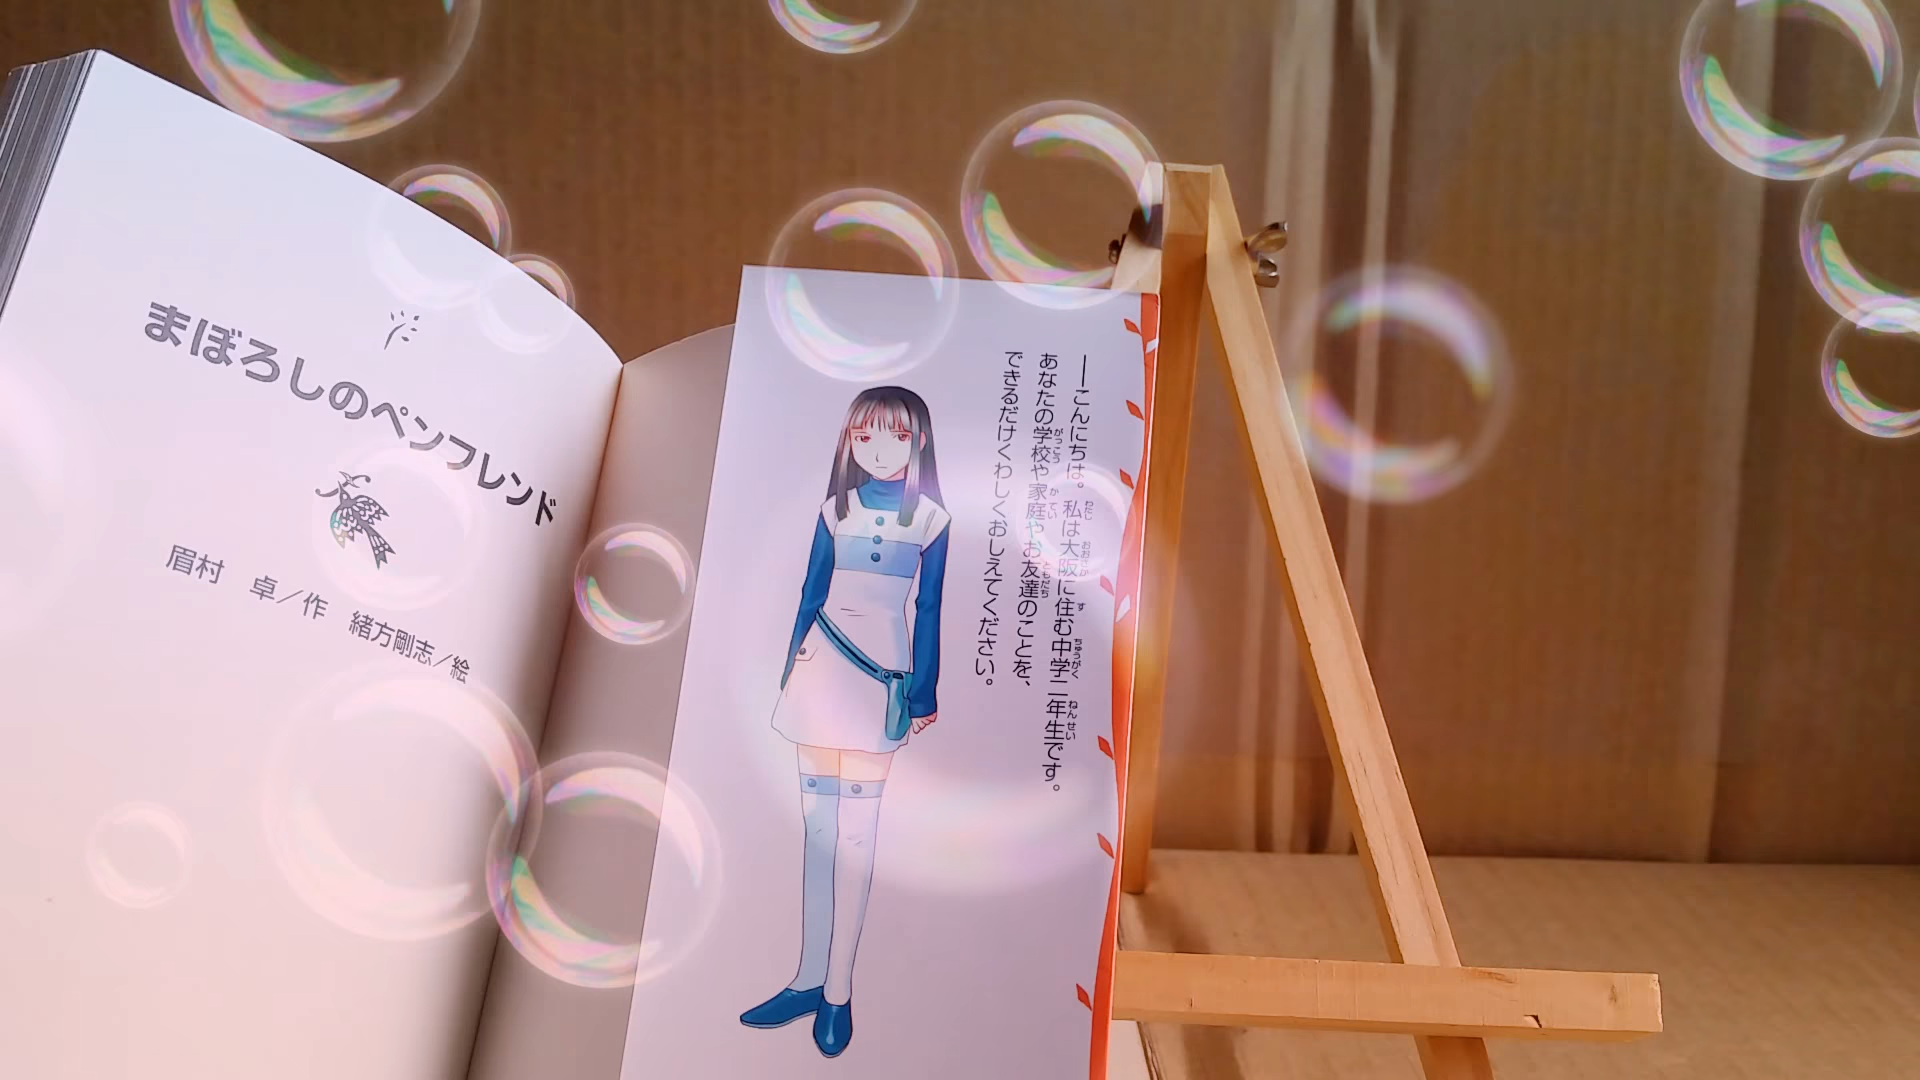 まぼろしのペンフレンド
眉村 卓／作 緒方剛志／絵
――こんにちは。私は大阪に住む中学二年生です。
あなたの学校や家庭やお友達のことを、
できるだけくわしくおしえてください。